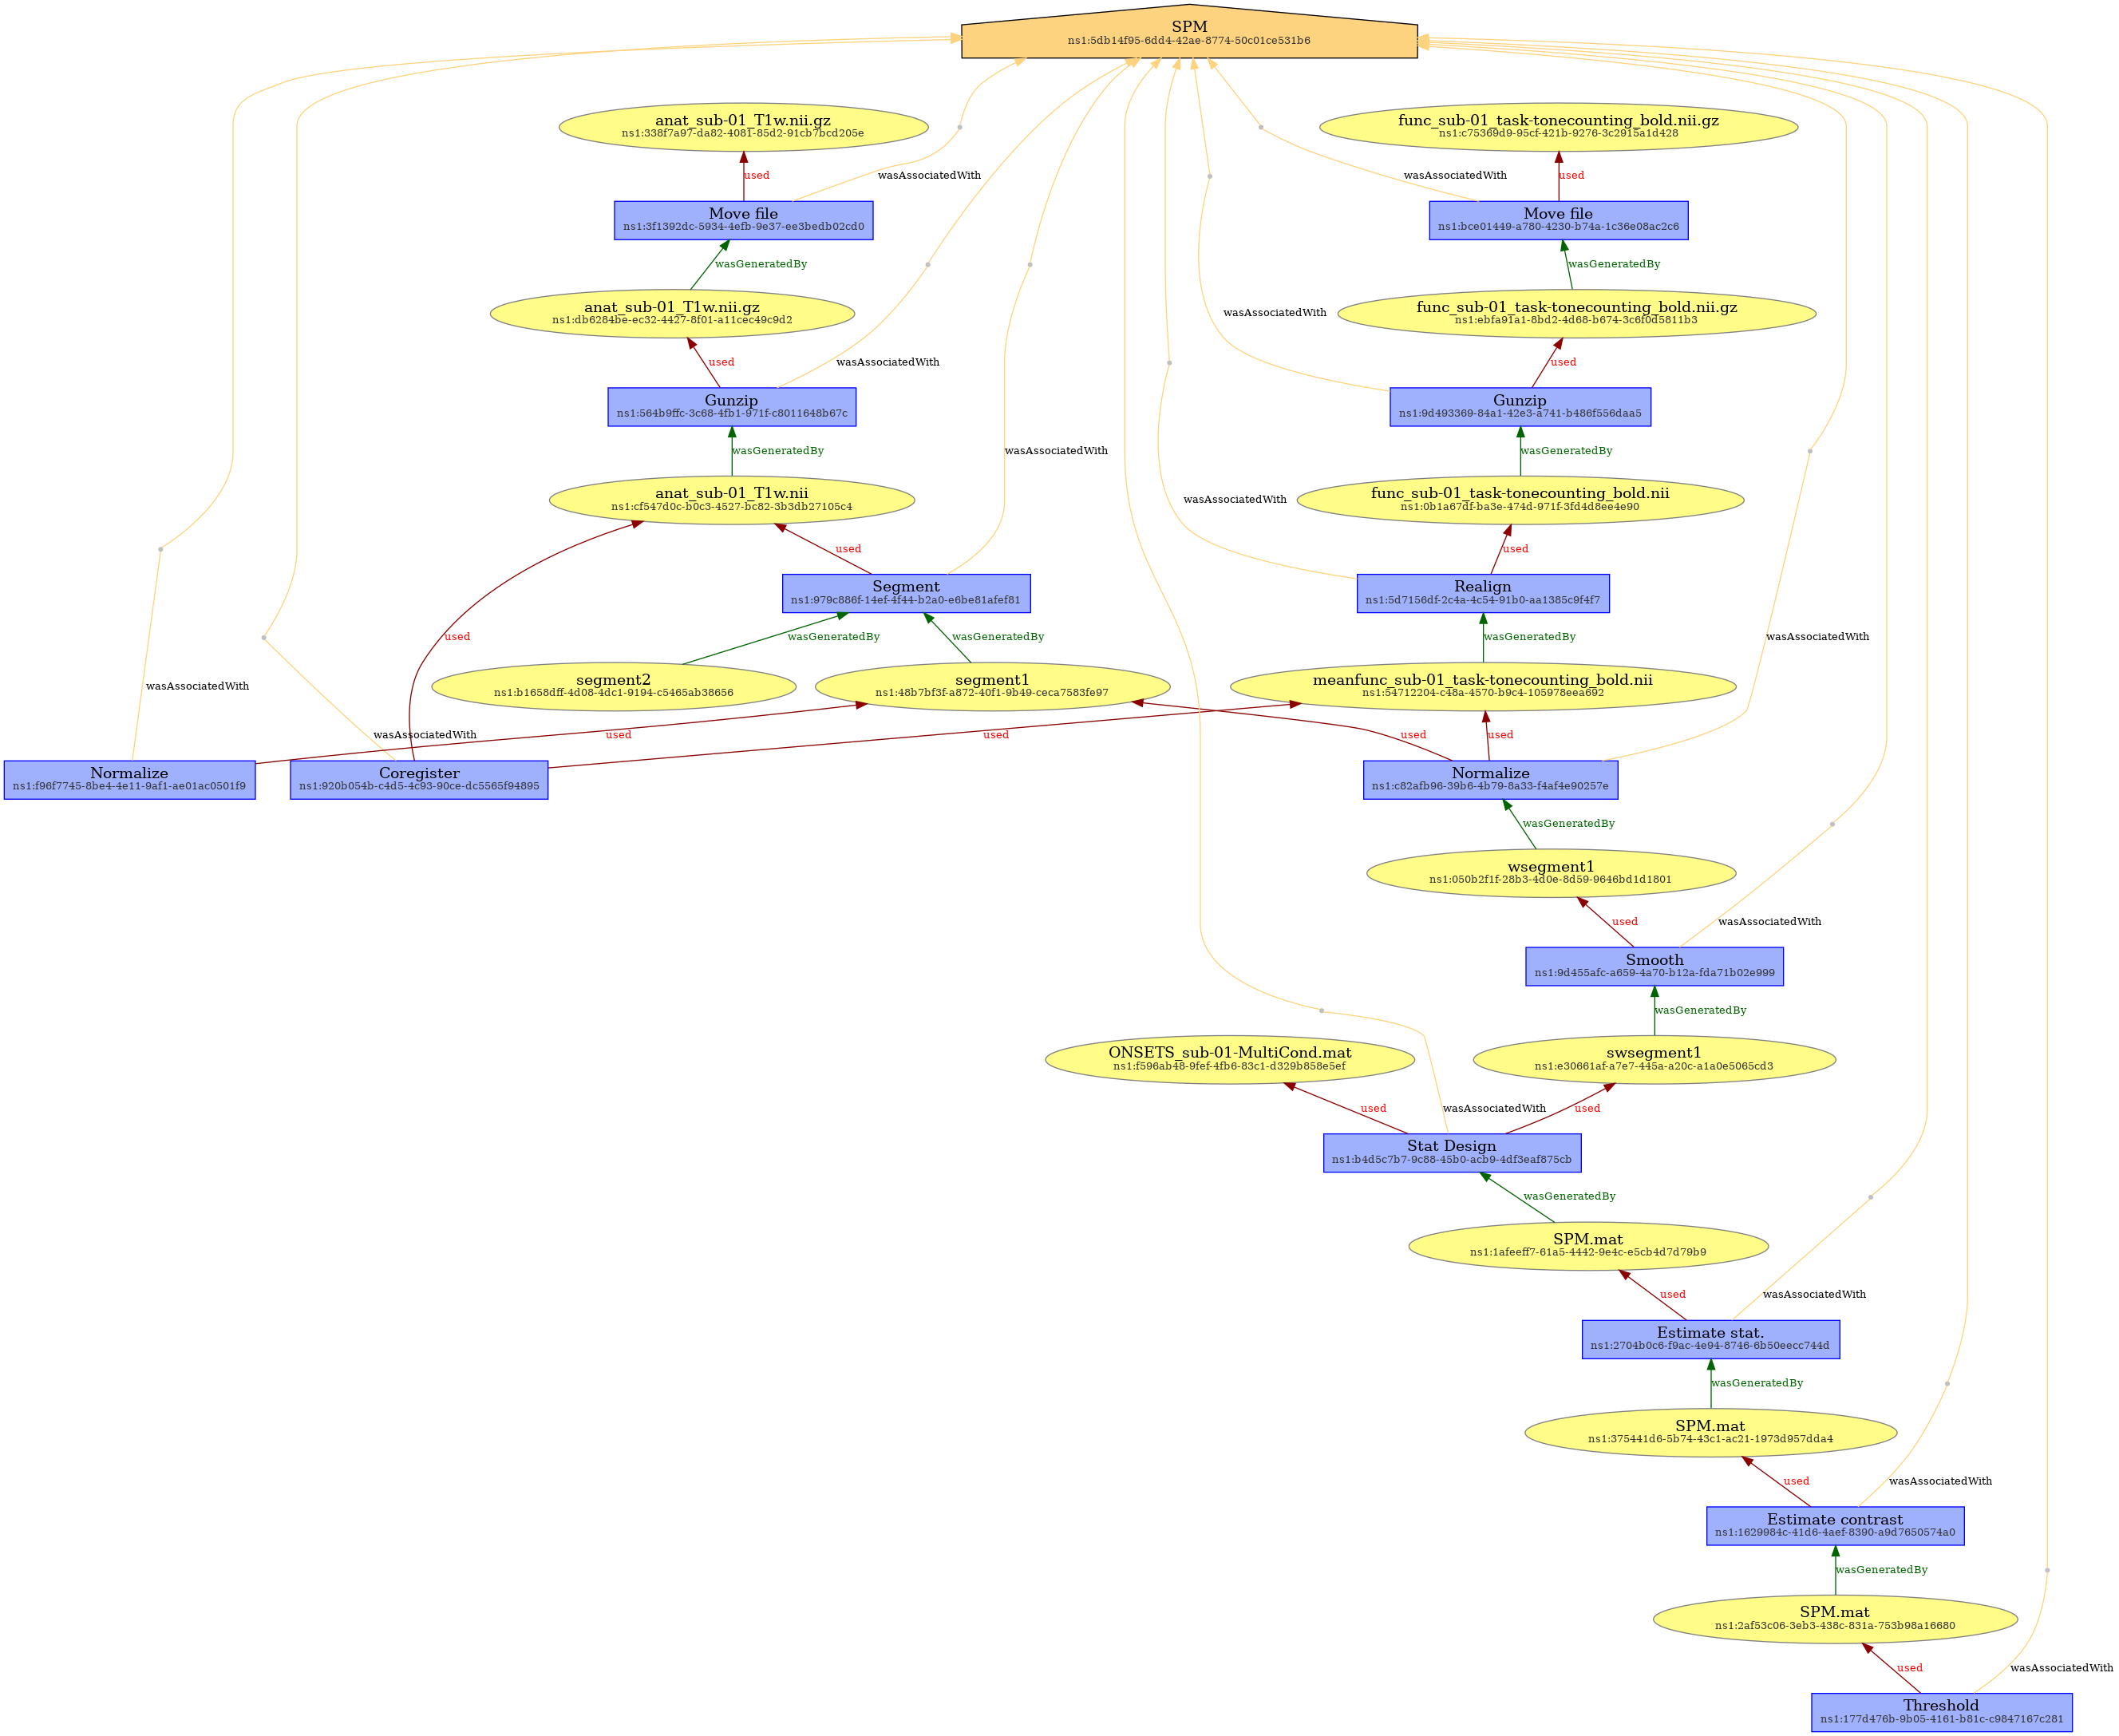 SPM
ns1:5db14f95-6dd4-42ae-8774-50c01ce531b6
anat_sub-01_T1w.nii.gz
ns1:338f7a97-da82-4081-85d2-91cb7bcd205e
func_sub-01_task-tonecounting_bold.nii.gz
ns1:c75369d9-95cf-421b-9276-3c2915a1d428
used
wasAssociatedWith
wasAssociatedWith
used
Move file
ns1:3f1392dc-5934-4efb-9e37-ee3bedb02cd0
Move file
ns1:bce01449-a780-4230-b74a-1c36e08ac2c6
wasGeneratedBy
wasGeneratedBy
anat_sub-01_T1w.nii.gz
ns1:db6284be-ec32-4427-8f01-a11cec49c9d2
func_sub-01_task-tonecounting_bold.nii.gz
ns1:ebfa91a1-8bd2-4d68-b674-3c6f0d5811b3
wasAssociatedWith
used
wasAssociatedWith
used
Gunzip
ns1:564b9ffc-3c68-4fb1-971f-c8011648b67c
Gunzip
ns1:9d493369-84a1-42e3-a741-b486f556daa5
wasGeneratedBy
wasAssociatedWith
wasGeneratedBy
anat_sub-01_T1w.nii
ns1:cf547d0c-b0c3-4527-bc82-3b3db27105c4
func_sub-01_task-tonecounting_bold.nii
ns1:0b1a67df-ba3e-474d-971f-3fd4d8ee4e90
wasAssociatedWith
used
used
Segment
ns1:979c886f-14ef-4f44-b2a0-e6be81afef81
Realign
ns1:5d7156df-2c4a-4c54-91b0-aa1385c9f4f7
used
wasGeneratedBy
wasGeneratedBy
wasGeneratedBy
wasAssociatedWith
segment2
ns1:b1658dff-4d08-4dc1-9194-c5465ab38656
segment1
ns1:48b7bf3f-a872-40f1-9b49-ceca7583fe97
meanfunc_sub-01_task-tonecounting_bold.nii
ns1:54712204-c48a-4570-b9c4-105978eea692
wasAssociatedWith
wasAssociatedWith
used
used
used
used
Normalize
ns1:f96f7745-8be4-4e11-9af1-ae01ac0501f9
Coregister
ns1:920b054b-c4d5-4c93-90ce-dc5565f94895
Normalize
ns1:c82afb96-39b6-4b79-8a33-f4af4e90257e
wasGeneratedBy
wsegment1
ns1:050b2f1f-28b3-4d0e-8d59-9646bd1d1801
used
wasAssociatedWith
Smooth
ns1:9d455afc-a659-4a70-b12a-fda71b02e999
wasGeneratedBy
ONSETS_sub-01-MultiCond.mat
ns1:f596ab48-9fef-4fb6-83c1-d329b858e5ef
swsegment1
ns1:e30661af-a7e7-445a-a20c-a1a0e5065cd3
used
wasAssociatedWith
used
Stat Design
ns1:b4d5c7b7-9c88-45b0-acb9-4df3eaf875cb
wasGeneratedBy
SPM.mat
ns1:1afeeff7-61a5-4442-9e4c-e5cb4d7d79b9
used
wasAssociatedWith
Estimate stat.
ns1:2704b0c6-f9ac-4e94-8746-6b50eecc744d
wasGeneratedBy
SPM.mat
ns1:375441d6-5b74-43c1-ac21-1973d957dda4
used
wasAssociatedWith
Estimate contrast
ns1:1629984c-41d6-4aef-8390-a9d7650574a0
wasGeneratedBy
SPM.mat
ns1:2af53c06-3eb3-438c-831a-753b98a16680
used
wasAssociatedWith
Threshold
ns1:177d476b-9b05-4161-b81c-c9847167c281